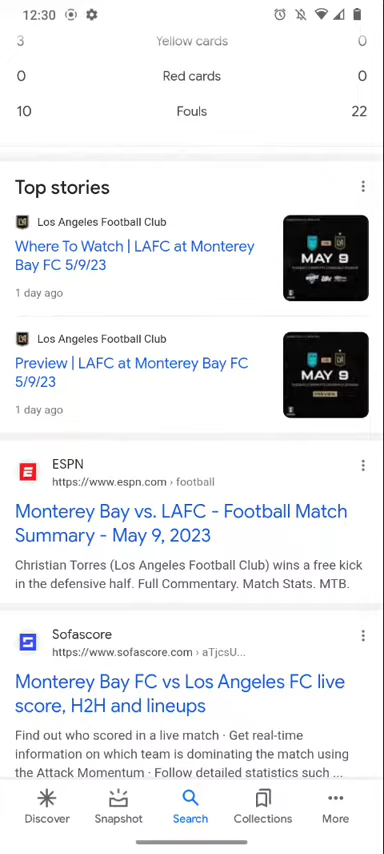 12:30
3 Yellow cards 0
0 Red cards 0
10 Fouls 22
Top stories
Los Angeles Football Club
Where To Watch | LAFC at Monterey
Bay FC 5/9/23
1 day ago
MAY 9
Los Angeles Football Club
Preview | LAFC at Monterey Bay FC
5/9/23
1 day ago
MAY 9
PREVIEW
ESPN
https://www.espn.com › football
Monterey Bay vs. LAFC - Football Match
Summary - May 9, 2023
Christian Torres (Los Angeles Football Club) wins a free kick
in the defensive half. Full Commentary. Match Stats. MTB.
Sofascore
https://www.sofascore.com › aTjcsU...
Monterey Bay FC vs Los Angeles FC live
score, H2H and lineups
Find out who scored in a live match · Get real-time
information on which team is dominating the match using
the Attack Momentum · Follow detailed statistics such ...
Discover Snapshot Search Collections More